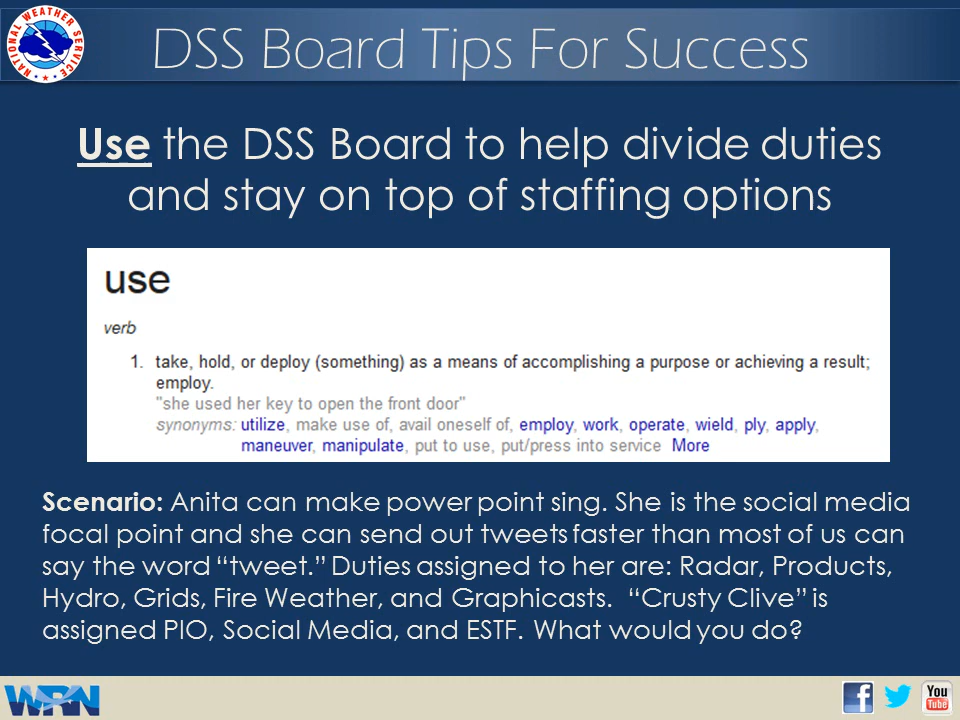 NATIONAL WEATHER SERVICE
DSS Board Tips For Success
Use the DSS Board to help divide duties
and stay on top of staffing options
use
verb
1. take, hold, or deploy (something) as a means of accomplishing a purpose or achieving a result;
employ.
"she used her key to open the front door"
synonyms: utilize, make use of, avail oneself of, employ, work, operate, wield, ply, apply,
maneuver, manipulate, put to use, put/press into service More
Scenario: Anita can make power point sing. She is the social media
focal point and she can send out tweets faster than most of us can
say the word “tweet.” Duties assigned to her are: Radar, Products,
Hydro, Grids, Fire Weather, and Graphicasts. “Crusty Clive” is
assigned PIO, Social Media, and ESTF. What would you do?
WRN
f
You
Tube